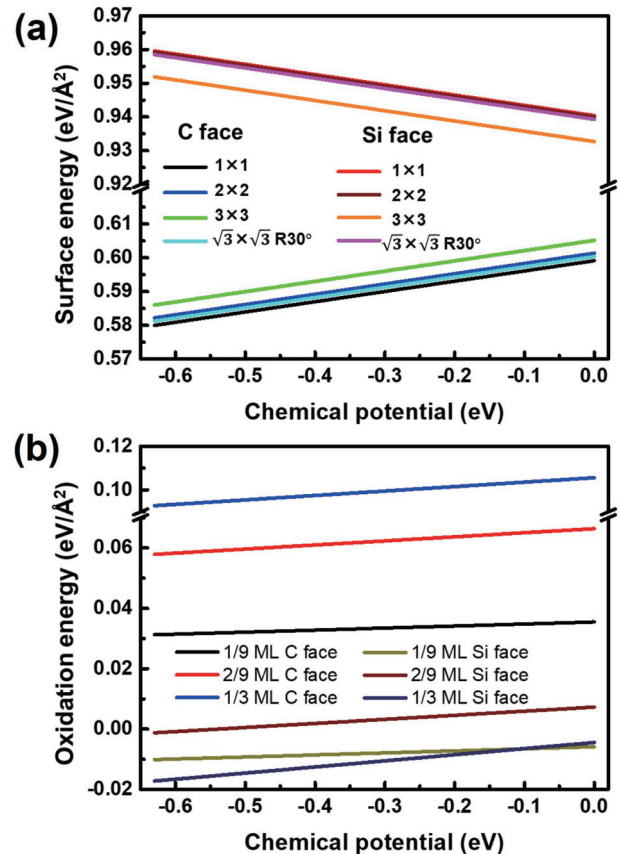 (a)
0.97
0.96
0.95
0.94
0.93
0.92
0.61
0.60
0.59
0.58
0.57
Surface energy (eV/Å²)
C face
Si face
1×1
1×1
2×2
2×2
3×3
3×3
√3×√3 R30°
√3×√3 R30°
-0.6 -0.5 -0.4 -0.3 -0.2 -0.1 0.0
Chemical potential (eV)
(b)
0.12
0.10
0.06
0.04
0.02
0.00
-0.02
Oxidation energy (eV/Å²)
1/9 ML C face
1/9 ML Si face
2/9 ML C face
2/9 ML Si face
1/3 ML C face
1/3 ML Si face
-0.6 -0.5 -0.4 -0.3 -0.2 -0.1 0.0
Chemical potential (eV)